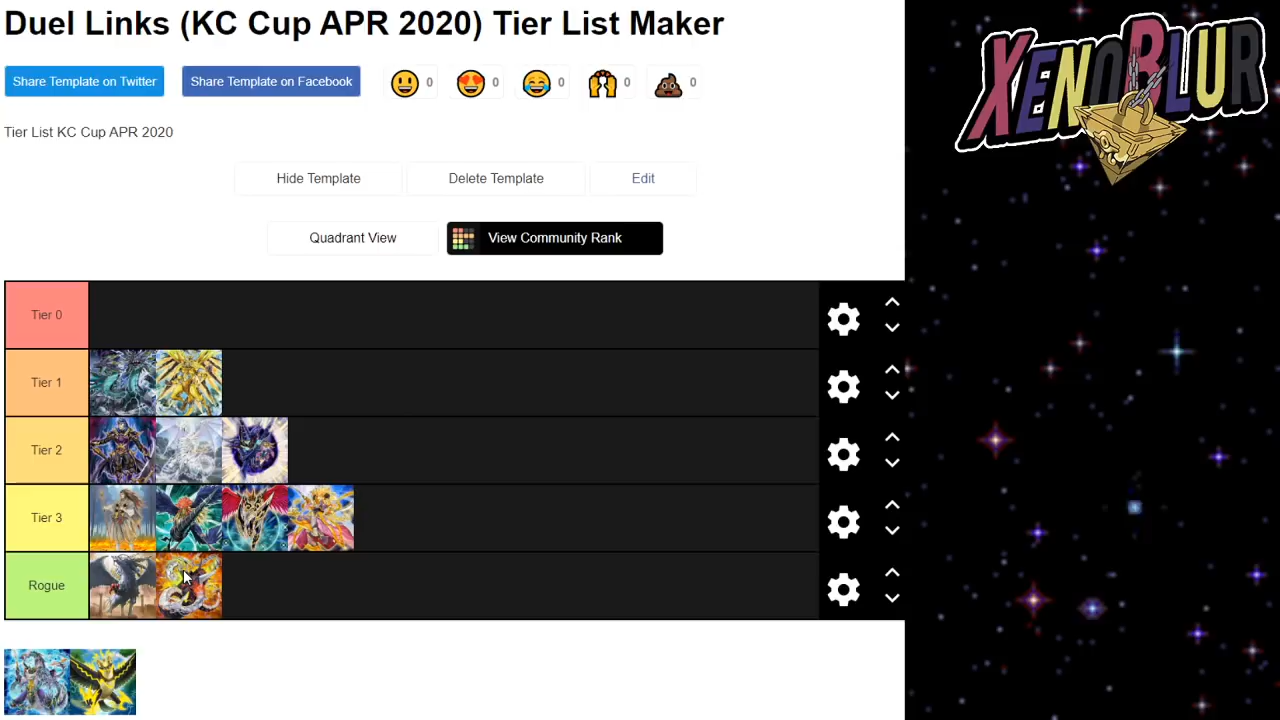 Duel Links (KC Cup APR 2020) Tier List Maker
XENOBLUR
Share Template on Twitter
Share Template on Facebook
0
0
0
0
0
Tier List KC Cup APR 2020
Hide Template
Delete Template
Edit
Quadrant View
View Community Rank
Tier 0
Tier 1
Tier 2
Tier 3
Rogue